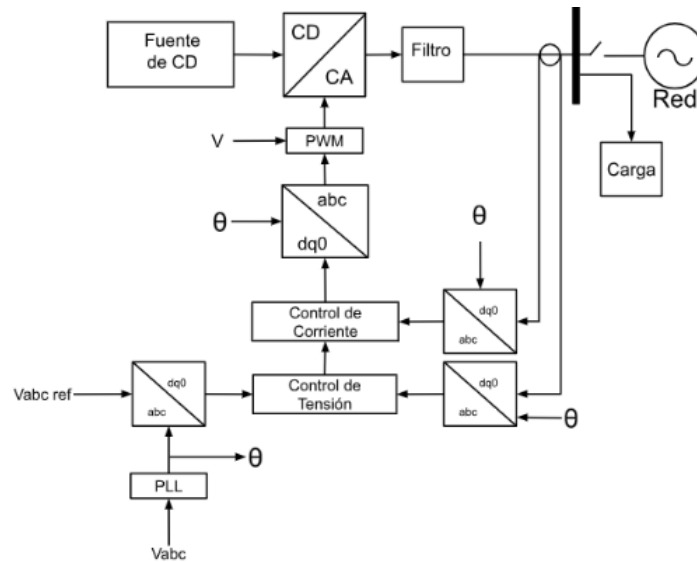 Fuente
de CD
CD
CA
Filtro
Red
V
PWM
Carga
abc
θ
dq0
θ
Control de
Corriente
dq0
abc
Vabc ref
dq0
abc
Control de
Tensión
dq0
abc
θ
θ
PLL
Vabc